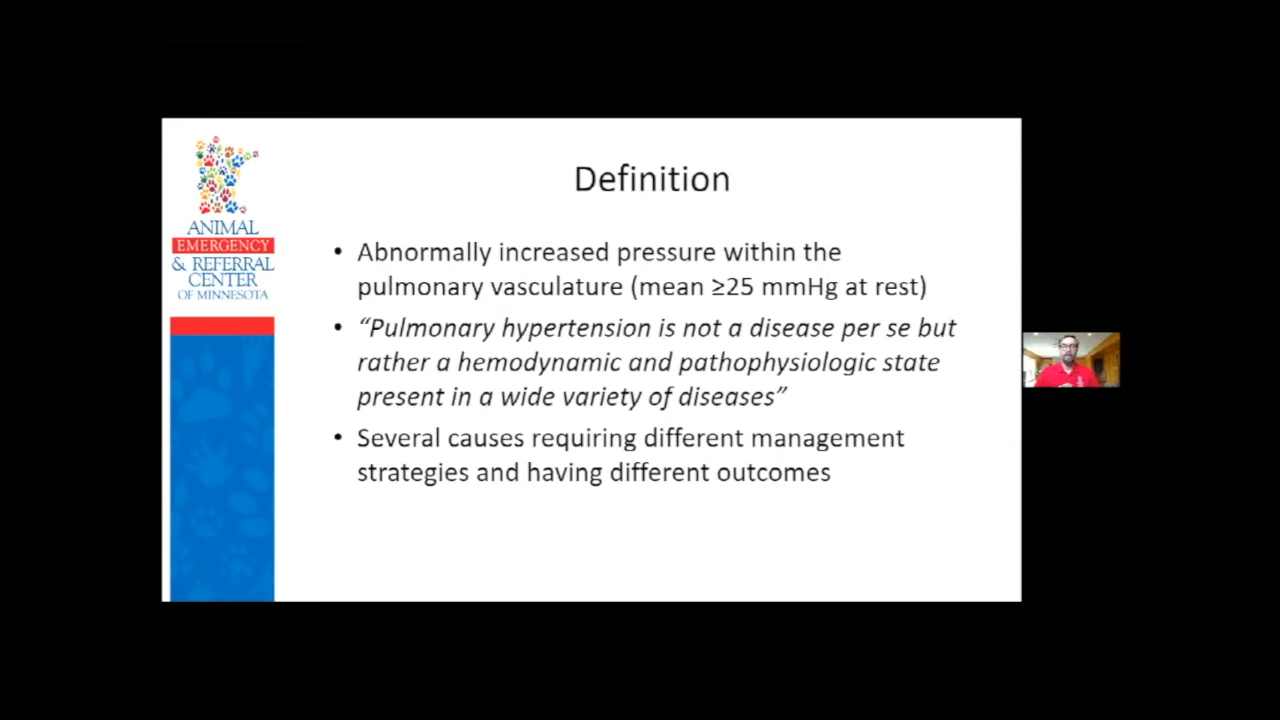 ANIMAL
EMERGENCY
& REFERRAL
CENTER
OF MINNESOTA
Definition
• Abnormally increased pressure within the
pulmonary vasculature (mean ≥25 mmHg at rest)
• “Pulmonary hypertension is not a disease per se but
rather a hemodynamic and pathophysiologic state
present in a wide variety of diseases”
• Several causes requiring different management
strategies and having different outcomes